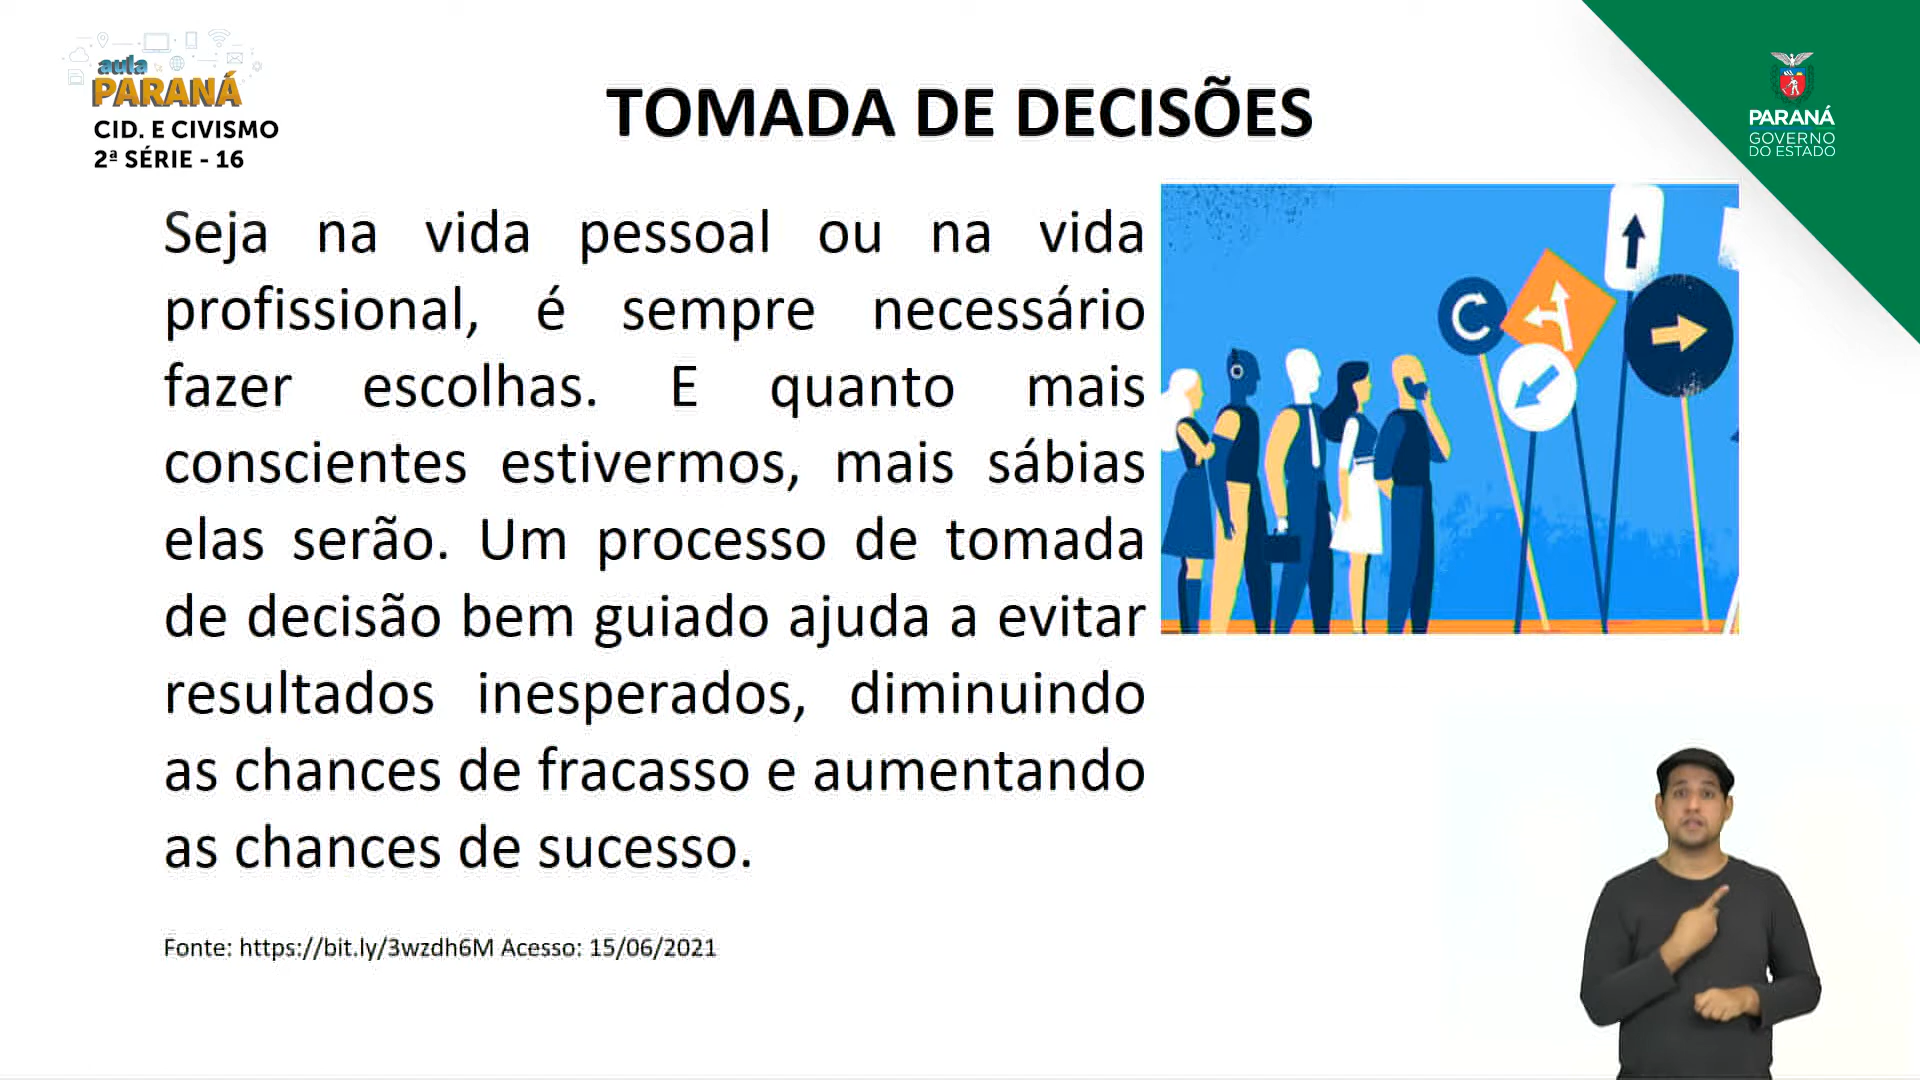 aula
PARANÁ
CID. E CIVISMO
2ª SÉRIE - 16
TOMADA DE DECISÕES
PARANÁ
GOVERNO
DO ESTADO
Seja na vida pessoal ou na vida
profissional, é sempre necessário
fazer escolhas. E quanto mais
conscientes estivermos, mais sábias
elas serão. Um processo de tomada
de decisão bem guiado ajuda a evitar
resultados inesperados, diminuindo
as chances de fracasso e aumentando
as chances de sucesso.
Fonte: https://bit.ly/3wzdh6M Acesso: 15/06/2021